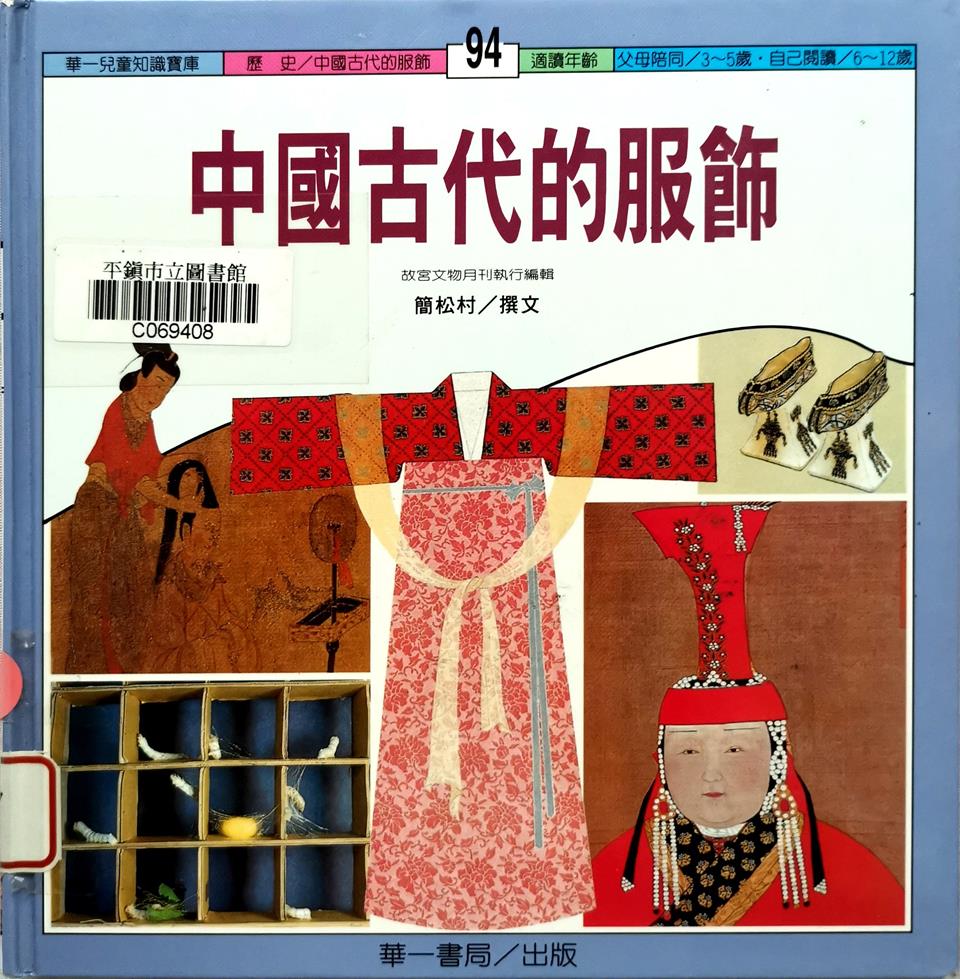 華一兒童知識寶庫 歷 史／中國古代的服飾 94 適讀年齡 父母陪同／3～5歲・自己閱讀／6～12歲
中國古代的服飾
故宮文物月刊執行編輯
簡松村／撰文
平鎮市立圖書館
C069408
華一書局／出版